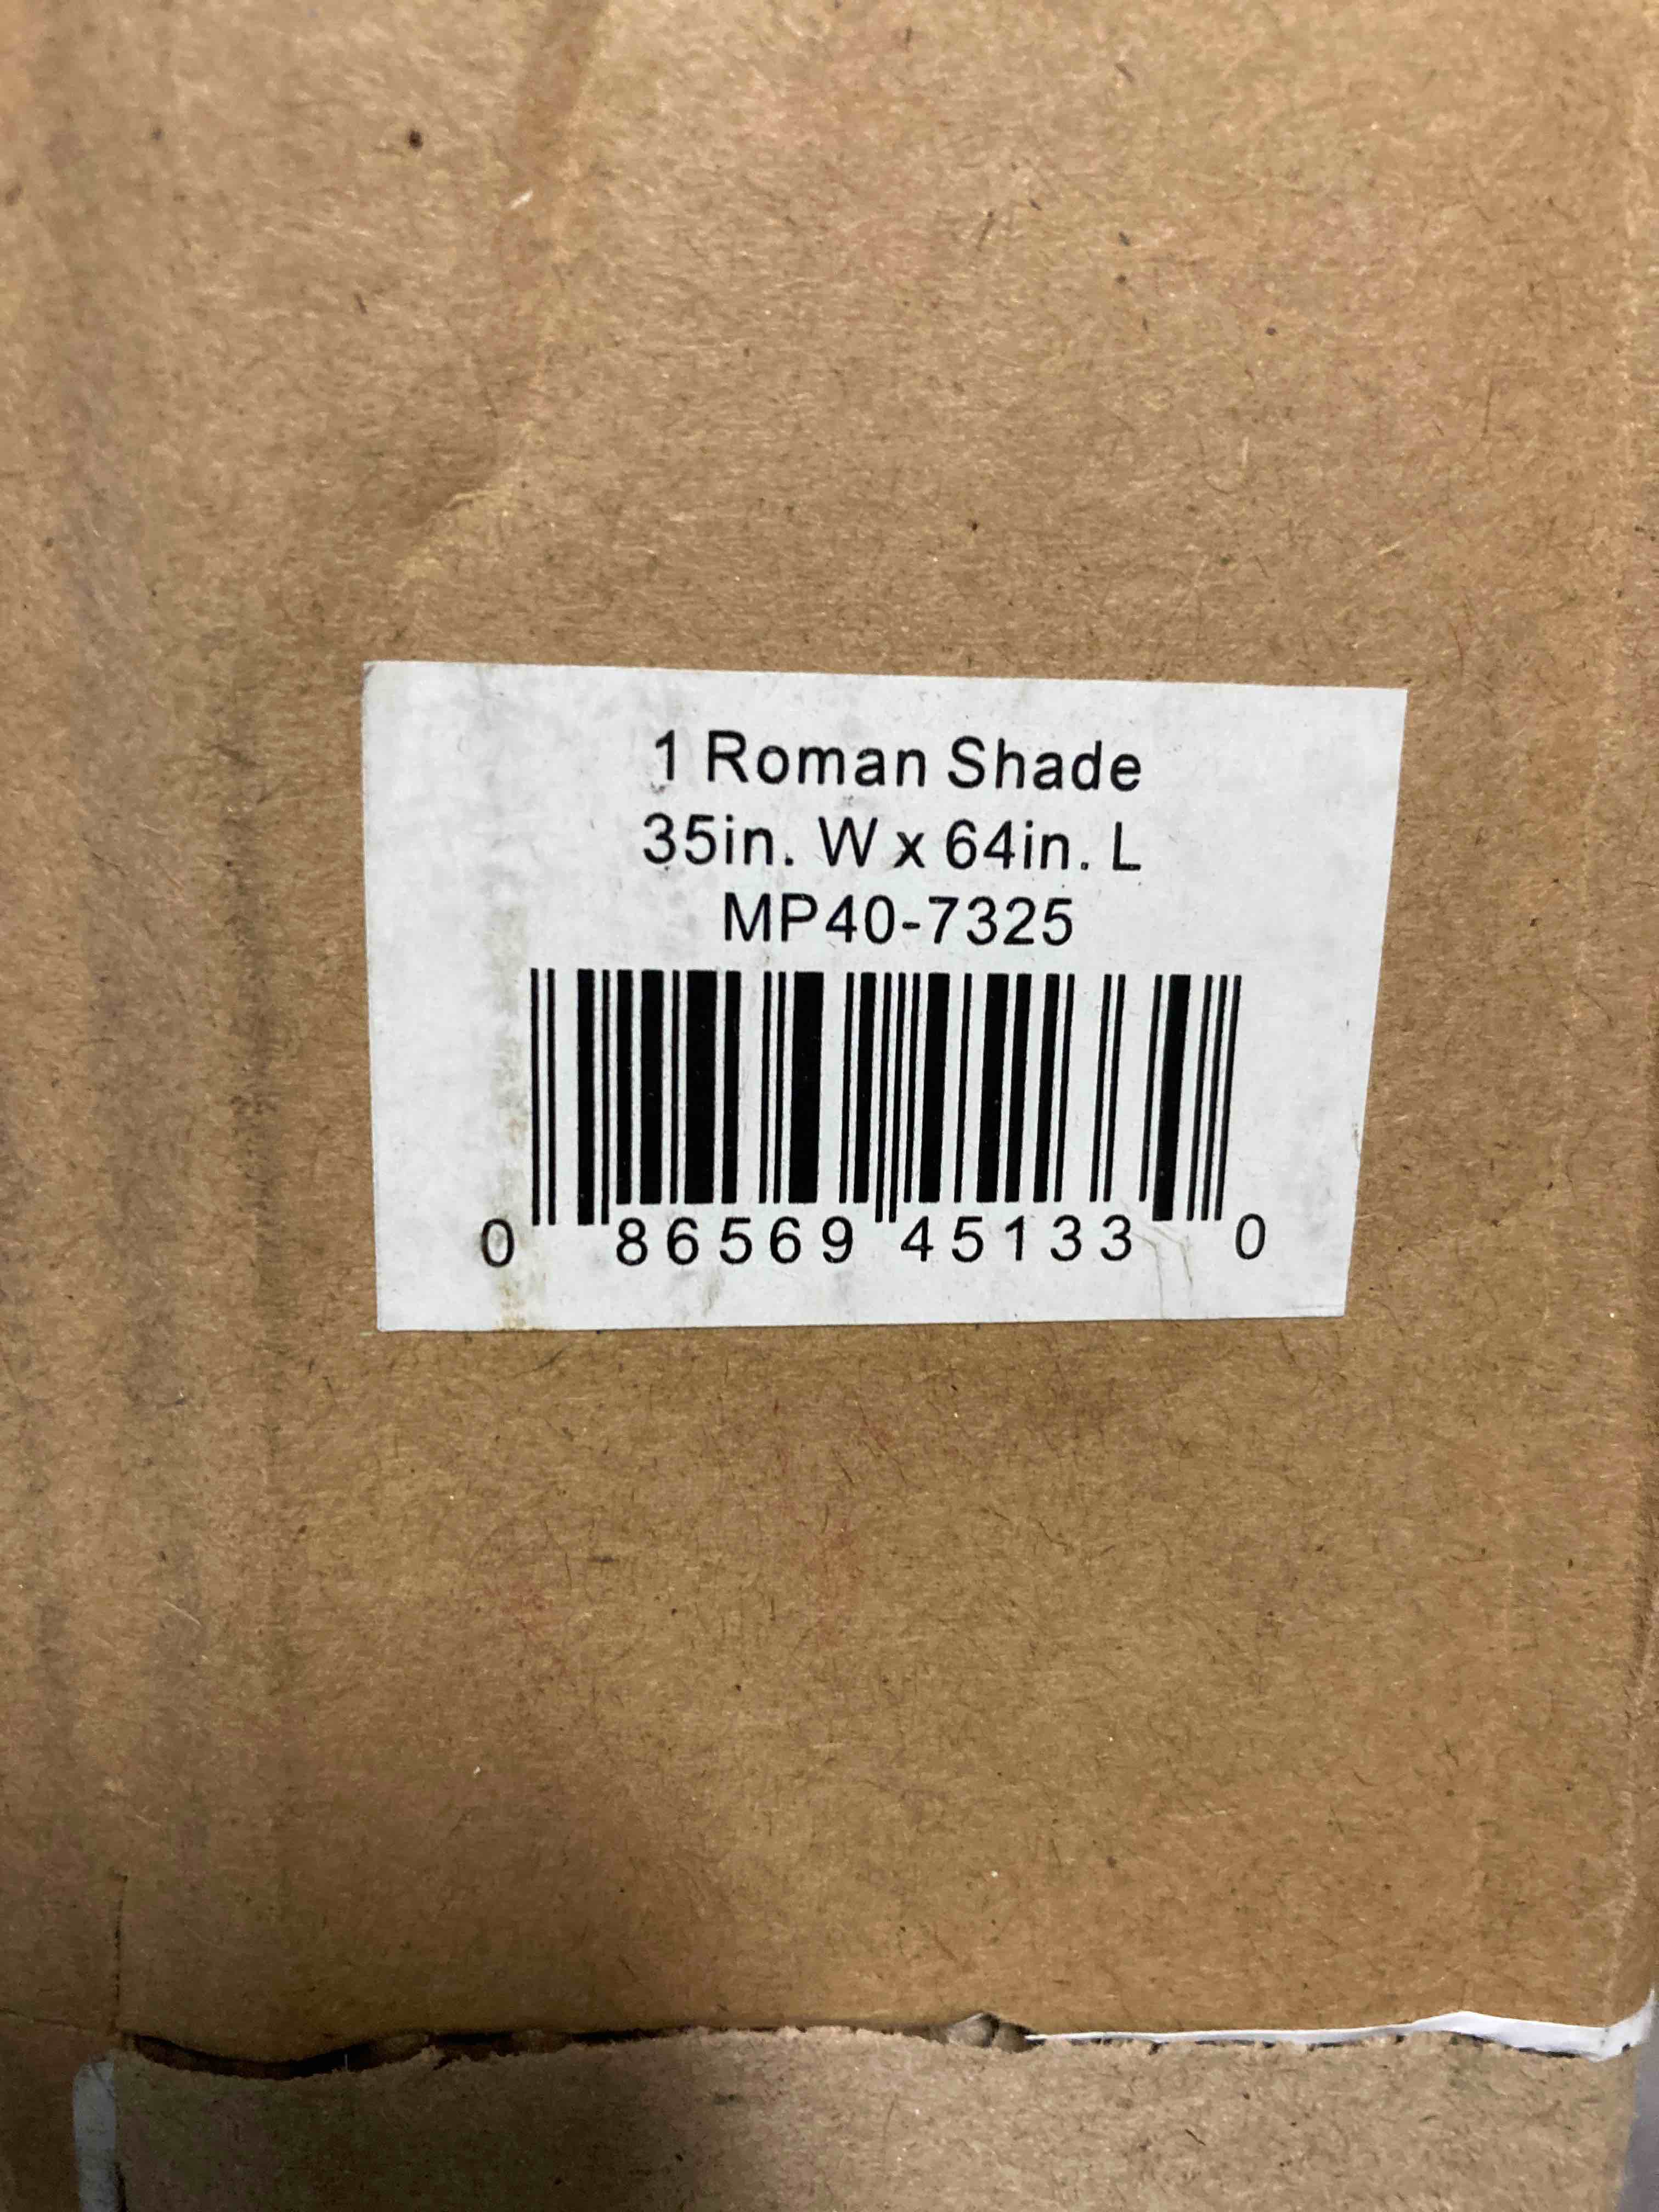 1 Roman Shade
35in. W x 64in. L
MP40-7325
0 86569 45133 0